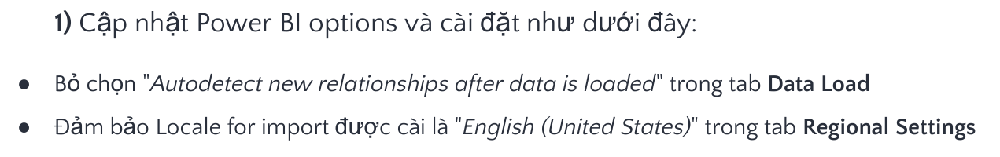 1) Cập nhật Power BI options và cài đặt như dưới đây:
● Bỏ chọn "Autodetect new relationships after data is loaded" trong tab Data Load
● Đảm bảo Locale for import được cài là "English (United States)" trong tab Regional Settings